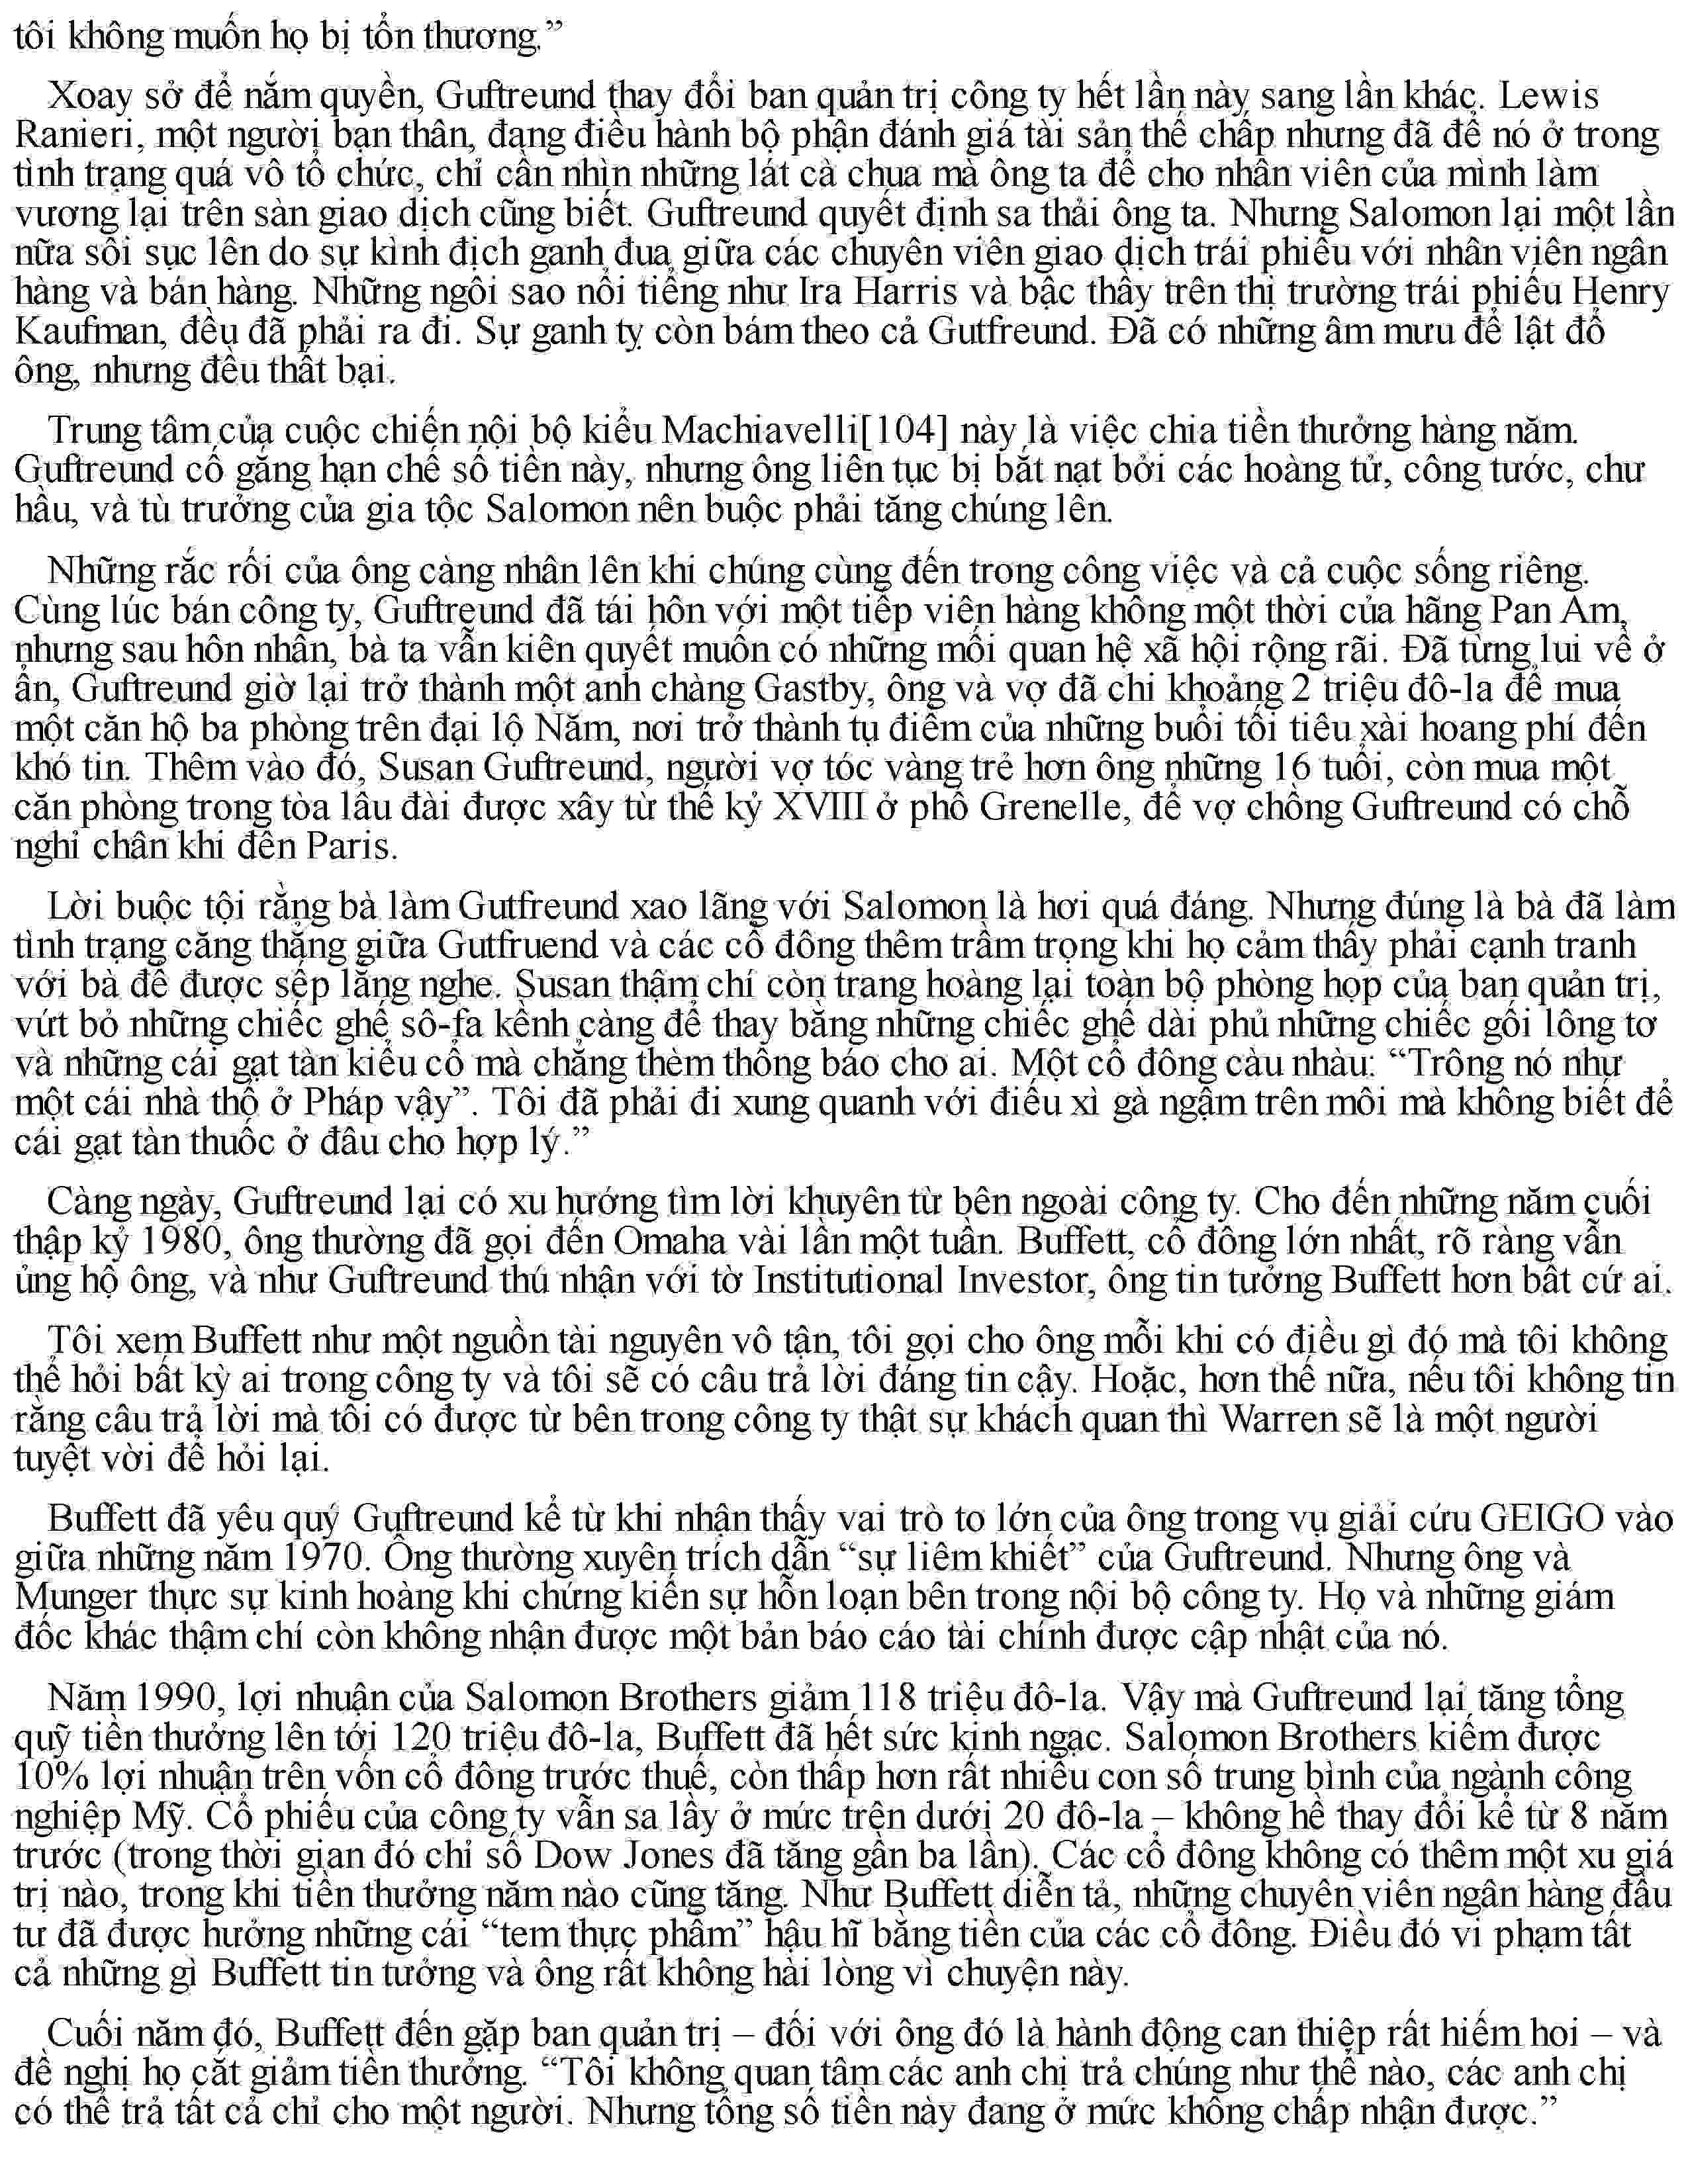 tôi không muốn họ bị tổn thương.”
Xoay sở để nắm quyền, Guftreund thay đổi ban quản trị công ty hết lần này sang lần khác. Lewis
Ranieri, một người bạn thân, đang điều hành bộ phận đánh giá tài sản thế chấp nhưng đã để nó ở trong
tình trạng quá vô tổ chức, chỉ cần nhìn những lát cà chua mà ông ta để cho nhân viên của mình làm
vương lại trên sàn giao dịch cũng biết. Guftreund quyết định sa thải ông ta. Nhưng Salomon lại một lần
nữa sôi sục lên do sự kình địch ganh đua giữa các chuyên viên giao dịch trái phiếu với nhân viên ngân
hàng và bán hàng. Những ngôi sao nổi tiếng như Ira Harris và bậc thầy trên thị trường trái phiếu Henry
Kaufman, đều đã phải ra đi. Sự ganh tỵ còn bám theo cả Gutfreund. Đã có những âm mưu để lật đổ
ông, nhưng đều thất bại.
Trung tâm của cuộc chiến nội bộ kiểu Machiavelli[104] này là việc chia tiền thưởng hàng năm.
Guftreund cố gắng hạn chế số tiền này, nhưng ông liên tục bị bắt nạt bởi các hoàng tử, công tước, chư
hầu, và tù trưởng của gia tộc Salomon nên buộc phải tăng chúng lên.
Những rắc rối của ông càng nhân lên khi chúng cùng đến trong công việc và cả cuộc sống riêng.
Cùng lúc bán công ty, Guftreund đã tái hôn với một tiếp viên hàng không một thời của hãng Pan Am,
nhưng sau hôn nhân, bà ta vẫn kiên quyết muốn có những mối quan hệ xã hội rộng rãi. Đã từng lui về ở
ẩn, Guftreund giờ lại trở thành một anh chàng Gastby, ông và vợ đã chi khoảng 2 triệu đô-la để mua
một căn hộ ba phòng trên đại lộ Năm, nơi trở thành tụ điểm của những buổi tối tiêu xài hoang phí đến
khó tin. Thêm vào đó, Susan Guftreund, người vợ tóc vàng trẻ hơn ông những 16 tuổi, còn mua một
căn phòng trong tòa lâu đài được xây từ thế kỷ XVIII ở phố Grenelle, để vợ chồng Guftreund có chỗ
nghỉ chân khi đến Paris.
Lời buộc tội rằng bà làm Gutfreund xao lãng với Salomon là hơi quá đáng. Nhưng đúng là bà đã làm
tình trạng căng thẳng giữa Gutfruend và các cổ đông thêm trầm trọng khi họ cảm thấy phải cạnh tranh
với bà để được sếp lắng nghe. Susan thậm chí còn trang hoàng lại toàn bộ phòng họp của ban quản trị,
vứt bỏ những chiếc ghế sô-fa kềnh càng để thay bằng những chiếc ghế dài phủ những chiếc gối lông tơ
và những cái gạt tàn kiểu cổ mà chẳng thèm thông báo cho ai. Một cổ đông càu nhàu: “Trông nó như
một cái nhà thổ ở Pháp vậy”. Tôi đã phải đi xung quanh với điếu xì gà ngậm trên môi mà không biết để
cái gạt tàn thuốc ở đâu cho hợp lý.”
Càng ngày, Guftreund lại có xu hướng tìm lời khuyên từ bên ngoài công ty. Cho đến những năm cuối
thập kỷ 1980, ông thường đã gọi đến Omaha vài lần một tuần. Buffett, cổ đông lớn nhất, rõ ràng vẫn
ủng hộ ông, và như Guftreund thú nhận với tờ Institutional Investor, ông tin tưởng Buffett hơn bất cứ ai.
Tôi xem Buffett như một nguồn tài nguyên vô tận, tôi gọi cho ông mỗi khi có điều gì đó mà tôi không
thể hỏi bất kỳ ai trong công ty và tôi sẽ có câu trả lời đáng tin cậy. Hoặc, hơn thế nữa, nếu tôi không tin
rằng câu trả lời mà tôi có được từ bên trong công ty thật sự khách quan thì Warren sẽ là một người
tuyệt vời để hỏi lại.
Buffett đã yêu quý Guftreund kể từ khi nhận thấy vai trò to lớn của ông trong vụ giải cứu GEIGO vào
giữa những năm 1970. Ông thường xuyên trích dẫn “sự liêm khiết” của Guftreund. Nhưng ông và
Munger thực sự kinh hoàng khi chứng kiến sự hỗn loạn bên trong nội bộ công ty. Họ và những giám
đốc khác thậm chí còn không nhận được một bản báo cáo tài chính được cập nhật của nó.
Năm 1990, lợi nhuận của Salomon Brothers giảm 118 triệu đô-la. Vậy mà Guftreund lại tăng tổng
quỹ tiền thưởng lên tới 120 triệu đô-la, Buffett đã hết sức kinh ngạc. Salomon Brothers kiếm được
10% lợi nhuận trên vốn cổ đông trước thuế, còn thấp hơn rất nhiều con số trung bình của ngành công
nghiệp Mỹ. Cổ phiếu của công ty vẫn sa lầy ở mức trên dưới 20 đô-la – không hề thay đổi kể từ 8 năm
trước (trong thời gian đó chỉ số Dow Jones đã tăng gần ba lần). Các cổ đông không có thêm một xu giá
trị nào, trong khi tiền thưởng năm nào cũng tăng. Như Buffett diễn tả, những chuyên viên ngân hàng đầu
tư đã được hưởng những cái “tem thực phẩm” hậu hĩ bằng tiền của các cổ đông. Điều đó vi phạm tất
cả những gì Buffett tin tưởng và ông rất không hài lòng vì chuyện này.
Cuối năm đó, Buffett đến gặp ban quản trị – đối với ông đó là hành động can thiệp rất hiếm hoi – và
đề nghị họ cắt giảm tiền thưởng. “Tôi không quan tâm các anh chị trả chúng như thế nào, các anh chị
có thể trả tất cả chỉ cho một người. Nhưng tổng số tiền này đang ở mức không chấp nhận được.”